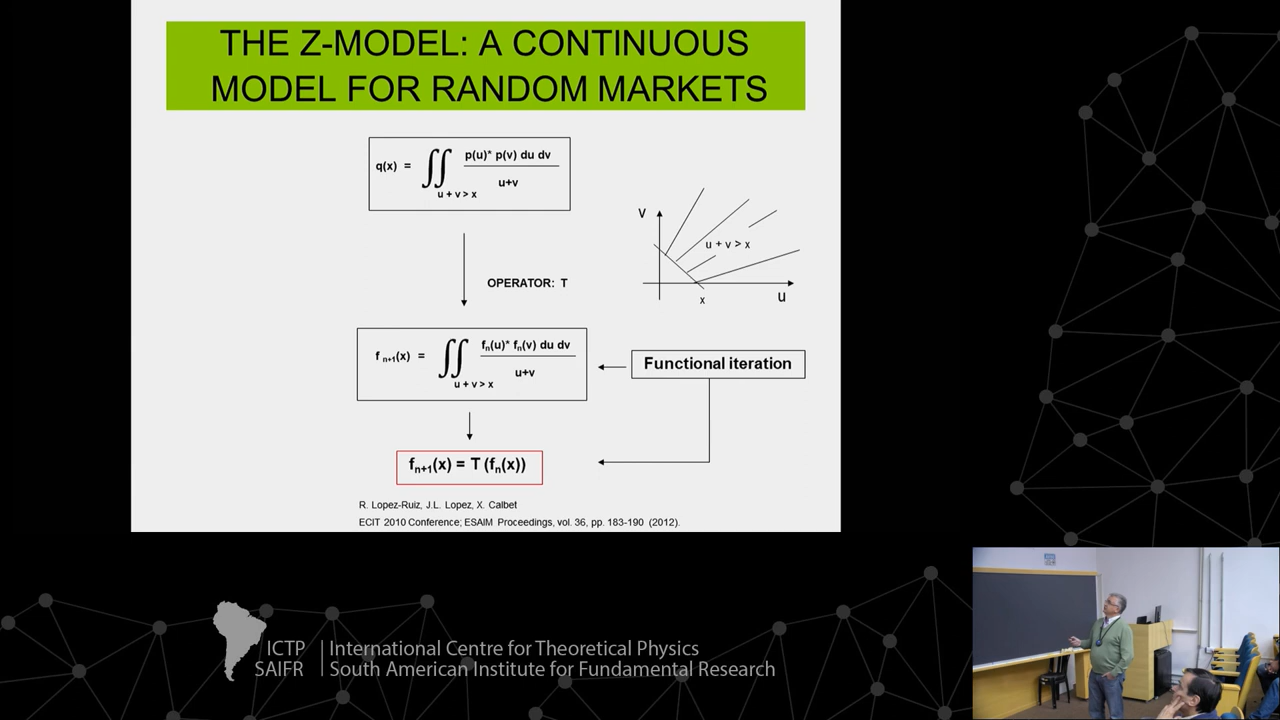 THE Z-MODEL: A CONTINUOUS
MODEL FOR RANDOM MARKETS
q(x) = ∬ p(u)* p(v) du dv
u+v
u + v > x
V
u + v > x
x
u
OPERATOR: T
f n+1(x) = ∬ fn(u)* fn(v) du dv
u+v
u + v > x
Functional iteration
fn+1(x) = T (fn(x))
R. Lopez-Ruiz, J.L. Lopez, X. Calbet
ECIT 2010 Conference; ESAIM Proceedings, vol. 36, pp. 183-190 (2012).
ICTP
SAIFR
International Centre for Theoretical Physics
South American Institute for Fundamental Research